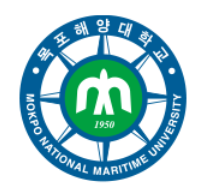 목포해양대학교
1950
MOKPO NATIONAL MARITIME UNIVERSITY